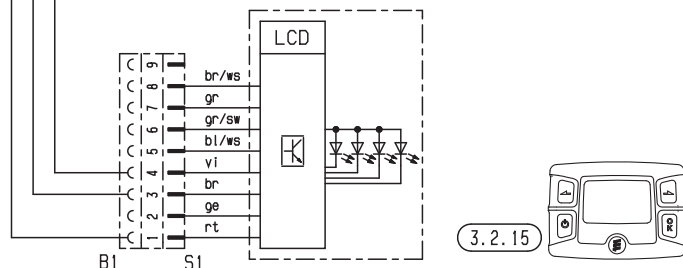 LCD
9
8 br/ws
7 gr
6 gr/sw
5 bl/ws
4 vi
3 br
2 ge
1 rt
B1 S1
3.2.15
OK